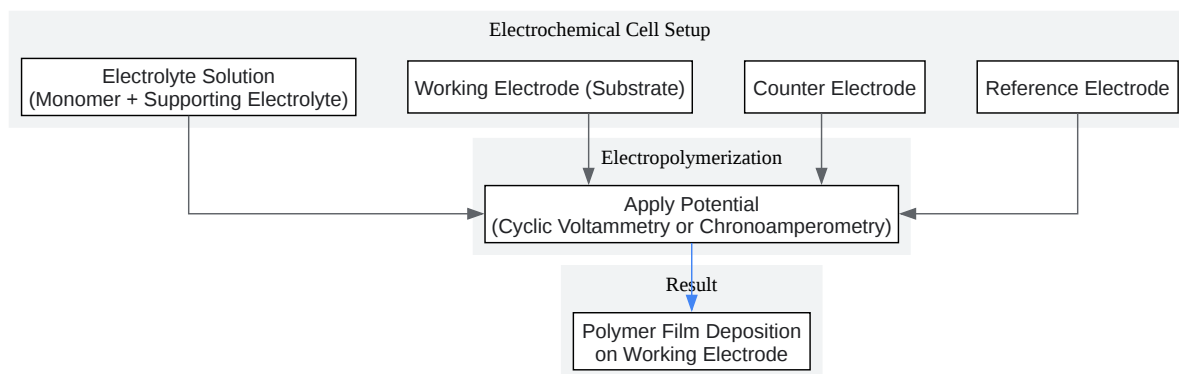 Electrochemical Cell Setup
Electrolyte Solution
(Monomer + Supporting Electrolyte)
Working Electrode (Substrate)
Counter Electrode
Reference Electrode
Electropolymerization
Apply Potential
(Cyclic Voltammetry or Chronoamperometry)
Result
Polymer Film Deposition
on Working Electrode